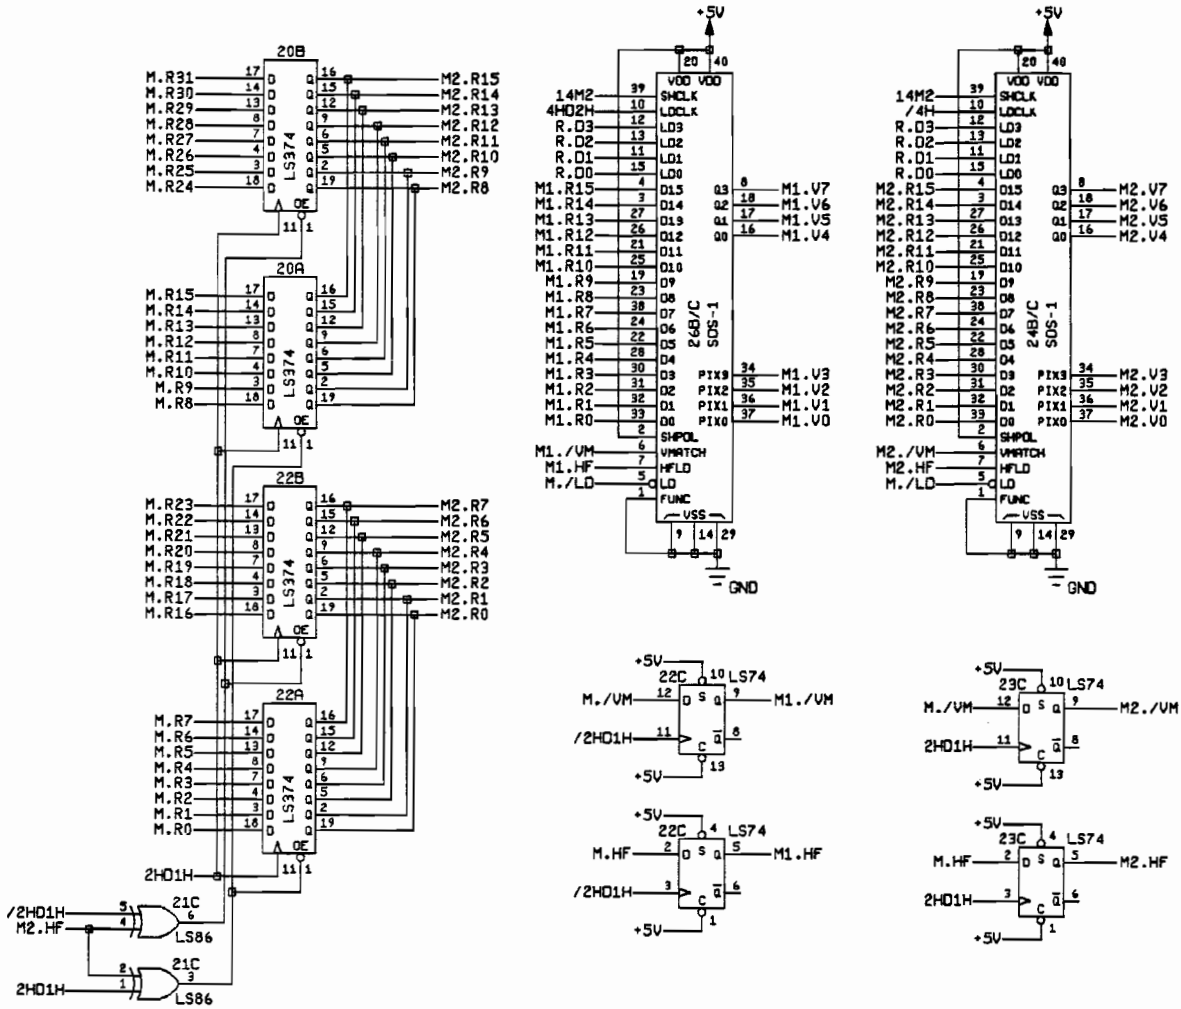 20B
M.R31 17 D Q 16 M2.R15
M.R30 14 D Q 15 M2.R14
M.R29 13 D Q 12 M2.R13
M.R28 8 D Q 9 M2.R12
M.R27 7 D Q 6 M2.R11
M.R26 4 D Q 5 M2.R10
M.R25 3 D Q 2 M2.R9
M.R24 18 D Q 19 M2.R8
LS374
OE
11 1
20A
M.R15 17 D Q 16
M.R14 14 D Q 15
M.R13 13 D Q 12
M.R12 8 D Q 9
M.R11 7 D Q 6
M.R10 4 D Q 5
M.R9 3 D Q 2
M.R8 18 D Q 19
LS374
OE
11 1
22B
M.R23 17 D Q 16 M2.R7
M.R22 14 D Q 15 M2.R6
M.R21 13 D Q 12 M2.R5
M.R20 8 D Q 9 M2.R4
M.R19 7 D Q 6 M2.R3
M.R18 4 D Q 5 M2.R2
M.R17 3 D Q 2 M2.R1
M.R16 18 D Q 19 M2.R0
LS374
OE
11 1
22A
M.R7 17 D Q 16
M.R6 14 D Q 15
M.R5 13 D Q 12
M.R4 8 D Q 9
M.R3 7 D Q 6
M.R2 4 D Q 5
M.R1 3 D Q 2
M.R0 18 D Q 19
LS374
OE
2HD1H 11 1
21C
/2HD1H 5 6
M2.HF 4
LS86
21C
2 3
2HD1H 1
LS86
+5V
20 40
VDD VDD
14M2 39 SHCLK
4HD2H 10 LDCLK
R.D3 12 LD3
R.D2 13 LD2
R.D1 11 LD1
R.D0 15 LD0
M1.R15 4 D15 Q3 8 M1.V7
M1.R14 3 D14 Q2 18 M1.V6
M1.R13 27 D13 Q1 17 M1.V5
M1.R12 26 D12 Q0 16 M1.V4
M1.R11 21 D11
M1.R10 25 D10
M1.R9 19 D9
M1.R8 23 D8
M1.R7 38 D7
M1.R6 24 D6
M1.R5 22 D5
M1.R4 28 D4
M1.R3 30 D3 PIX3 34 M1.V3
M1.R2 31 D2 PIX2 35 M1.V2
M1.R1 32 D1 PIX1 36 M1.V1
M1.R0 33 D0 PIX0 37 M1.V0
26B/C
SOS-1
2 SHPOL
M1./VM 6 VMATCH
M1.HF 7 HFLD
M./LD 5 LD
1 FUNC
VSS
9 14 29
GND
+5V
20 40
VDD VDD
14M2 39 SHCLK
/4H 10 LDCLK
R.D3 12 LD3
R.D2 13 LD2
R.D1 11 LD1
R.D0 15 LD0
M2.R15 4 D15 Q3 8 M2.V7
M2.R14 3 D14 Q2 18 M2.V6
M2.R13 27 D13 Q1 17 M2.V5
M2.R12 26 D12 Q0 16 M2.V4
M2.R11 21 D11
M2.R10 25 D10
M2.R9 19 D9
M2.R8 23 D8
M2.R7 38 D7
M2.R6 24 D6
M2.R5 22 D5
M2.R4 28 D4
M2.R3 30 D3 PIX3 34 M2.V3
M2.R2 31 D2 PIX2 35 M2.V2
M2.R1 32 D1 PIX1 36 M2.V1
M2.R0 33 D0 PIX0 37 M2.V0
24B/C
SOS-1
2 SHPOL
M2./VM 6 VMATCH
M2.HF 7 HFLD
M./LD 5 LD
1 FUNC
VSS
9 14 29
GND
+5V
22C 10 LS74
M./VM 12 D S Q 9 M1./VM
/2HD1H 11 Q 8
C
+5V 13
+5V
22C 4 LS74
M.HF 2 D S Q 5 M1.HF
/2HD1H 3 Q 6
C
+5V 1
+5V
23C 10 LS74
M./VM 12 D S Q 9 M2./VM
2HD1H 11 Q 8
C
+5V 13
+5V
23C 4 LS74
M.HF 2 D S Q 5 M2.HF
2HD1H 3 Q 6
C
+5V 1